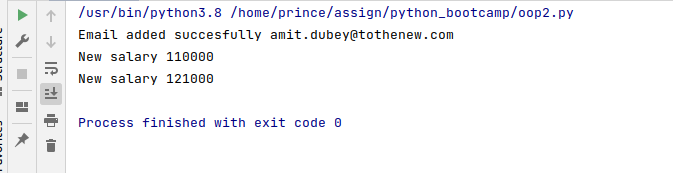 /usr/bin/python3.8 /home/prince/assign/python_bootcamp/oop2.py
Email added succesfully amit.dubey@tothenew.com
New salary 110000
New salary 121000
Process finished with exit code 0